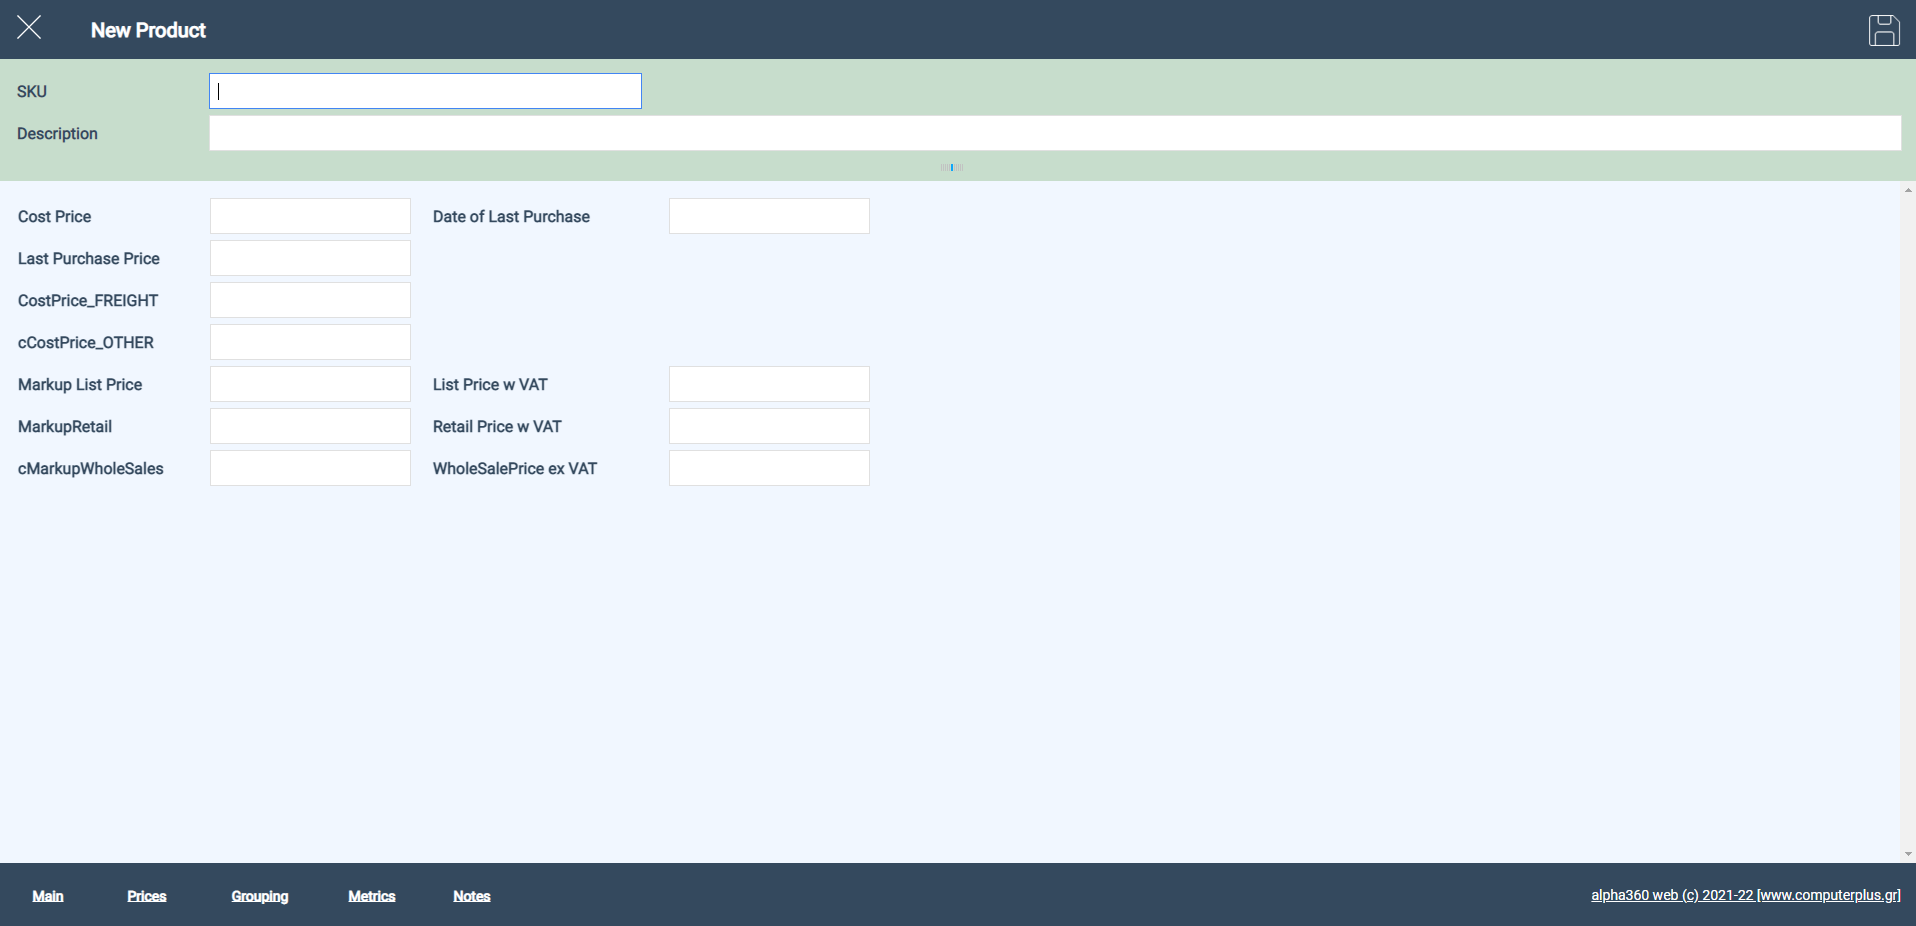 New Product
SKU
Description
Cost Price Date of Last Purchase
Last Purchase Price
CostPrice_FREIGHT
cCostPrice_OTHER
Markup List Price List Price w VAT
MarkupRetail Retail Price w VAT
cMarkupWholeSales WholeSalePrice ex VAT
Main Prices Grouping Metrics Notes alpha360 web (c) 2021-22 [www.computerplus.gr]